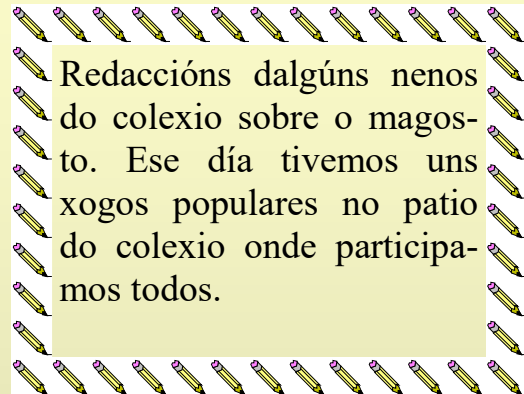 Redaccións dalgúns nenos
do colexio sobre o magos-
to. Ese día tivemos uns
xogos populares no patio
do colexio onde participa-
mos todos.